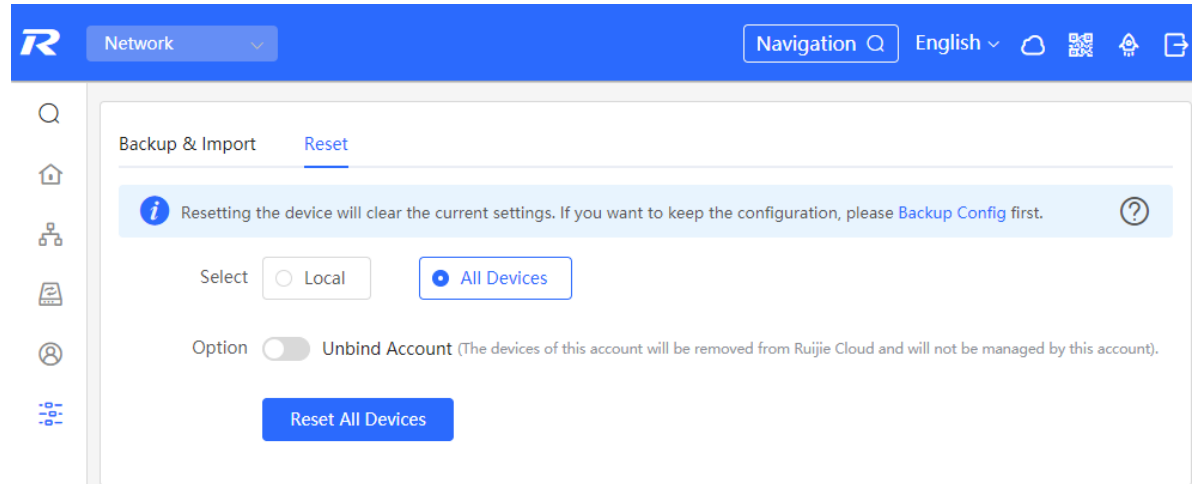 R Network Navigation English
Backup & Import Reset
i Resetting the device will clear the current settings. If you want to keep the configuration, please Backup Config first. ?
Select Local All Devices
Option Unbind Account (The devices of this account will be removed from Ruijie Cloud and will not be managed by this account).
Reset All Devices